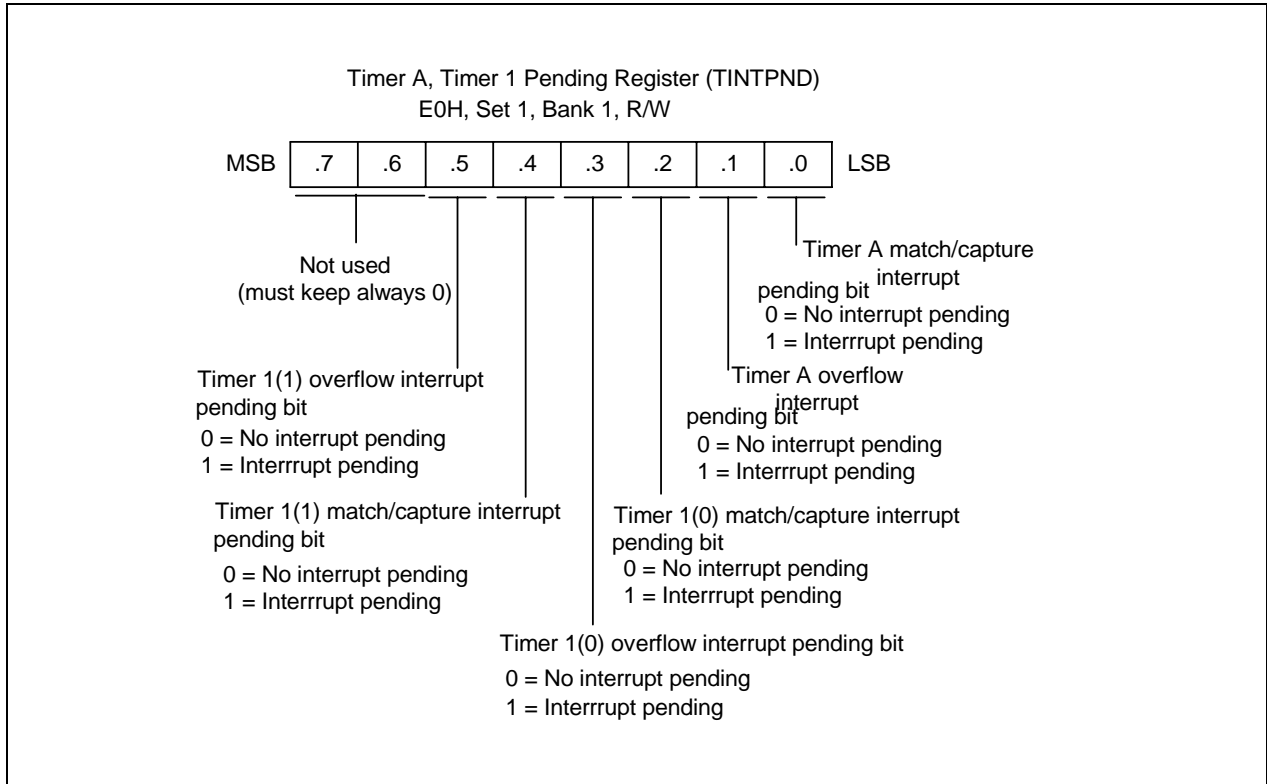 Timer A, Timer 1 Pending Register (TINTPND)
E0H, Set 1, Bank 1, R/W
MSB .7 .6 .5 .4 .3 .2 .1 .0 LSB
Not used
(must keep always 0)
Timer A match/capture
interrupt
pending bit
0 = No interrupt pending
1 = Interrrupt pending
Timer 1(1) overflow interrupt
pending bit
0 = No interrupt pending
1 = Interrrupt pending
Timer A overflow
interrupt
pending bit
0 = No interrupt pending
1 = Interrrupt pending
Timer 1(1) match/capture interrupt
pending bit
0 = No interrupt pending
1 = Interrrupt pending
Timer 1(0) match/capture interrupt
pending bit
0 = No interrupt pending
1 = Interrrupt pending
Timer 1(0) overflow interrupt pending bit
0 = No interrupt pending
1 = Interrrupt pending